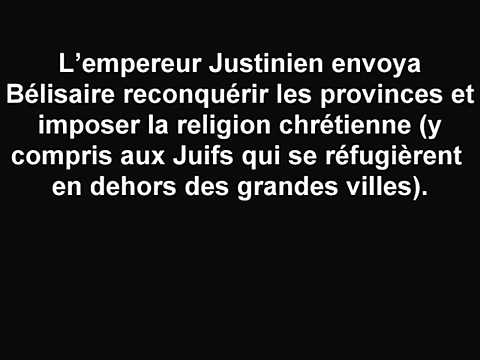 L’empereur Justinien envoya
Bélisaire reconquérir les provinces et
imposer la religion chrétienne (y
compris aux Juifs qui se réfugièrent
en dehors des grandes villes).